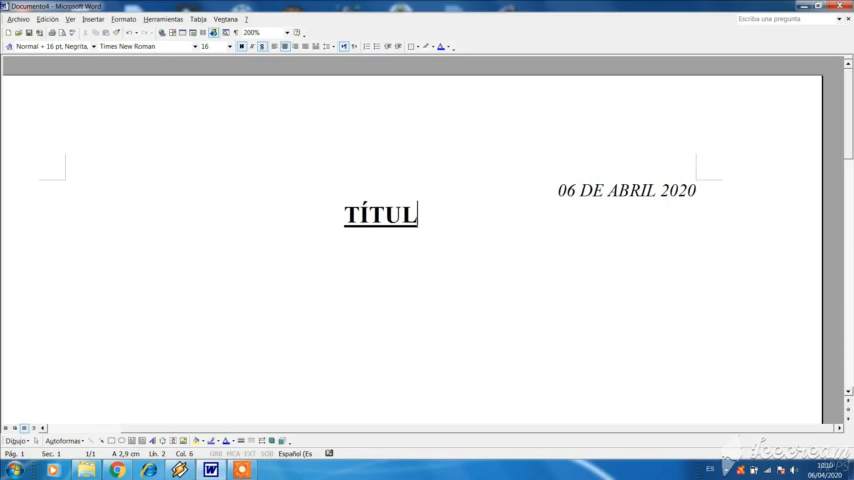 Documento4 - Microsoft Word
Archivo Edición Ver Insertar Formato Herramientas Tabla Ventana ?
Escriba una pregunta
200%
Normal + 16 pt, Negrita, Times New Roman 16
06 DE ABRIL 2020
TÍTUL
Dibujo Autoformas
Pág. 1 Sec. 1 1/1 A 2,9 cm Lín. 2 Col. 6 GRB MCA EXT SOB Español (Es
ES
10:10
06/04/2020